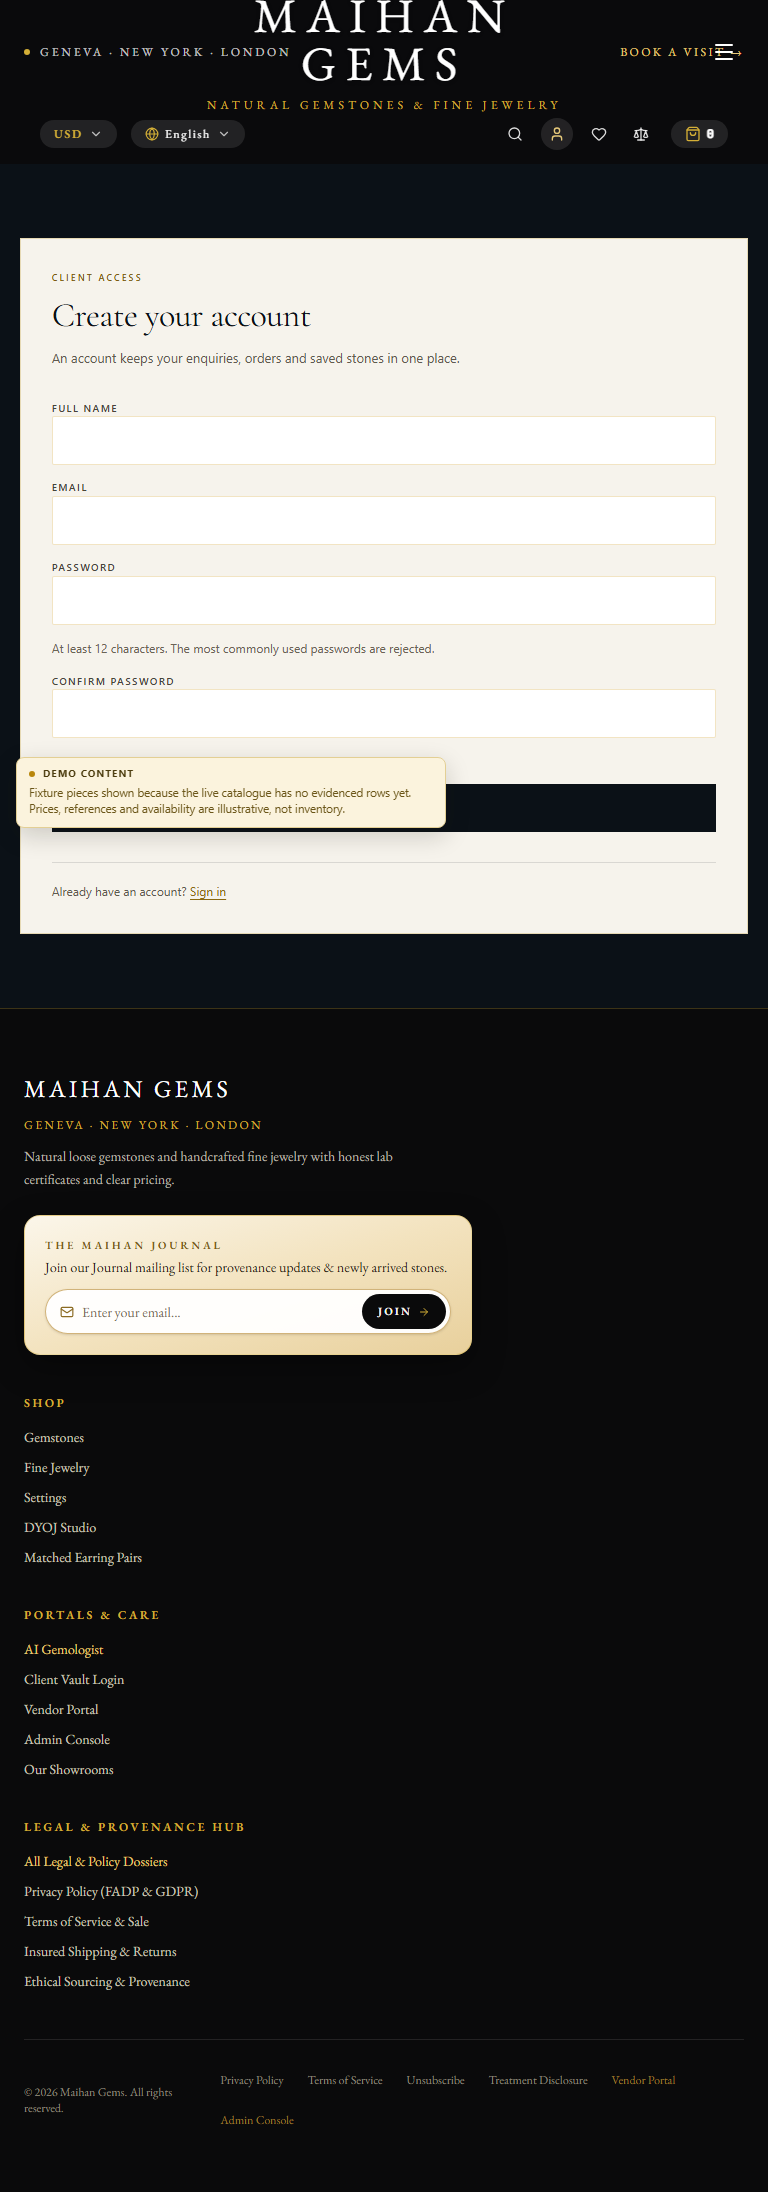 MAIHAN
GEMS
GENEVA · NEW YORK · LONDON
BOOK A VISIT →
NATURAL GEMSTONES & FINE JEWELRY
USD
English
0
CLIENT ACCESS
Create your account
An account keeps your enquiries, orders and saved stones in one place.
FULL NAME
EMAIL
PASSWORD
At least 12 characters. The most commonly used passwords are rejected.
CONFIRM PASSWORD
DEMO CONTENT
Fixture pieces shown because the live catalogue has no evidenced rows yet.
Prices, references and availability are illustrative, not inventory.
Already have an account? Sign in
MAIHAN GEMS
GENEVA · NEW YORK · LONDON
Natural loose gemstones and handcrafted fine jewelry with honest lab
certificates and clear pricing.
THE MAIHAN JOURNAL
Join our Journal mailing list for provenance updates & newly arrived stones.
Enter your email...
JOIN →
SHOP
Gemstones
Fine Jewelry
Settings
DYOJ Studio
Matched Earring Pairs
PORTALS & CARE
AI Gemologist
Client Vault Login
Vendor Portal
Admin Console
Our Showrooms
LEGAL & PROVENANCE HUB
All Legal & Policy Dossiers
Privacy Policy (FADP & GDPR)
Terms of Service & Sale
Insured Shipping & Returns
Ethical Sourcing & Provenance
© 2026 Maihan Gems. All rights
reserved.
Privacy Policy
Terms of Service
Unsubscribe
Treatment Disclosure
Vendor Portal
Admin Console